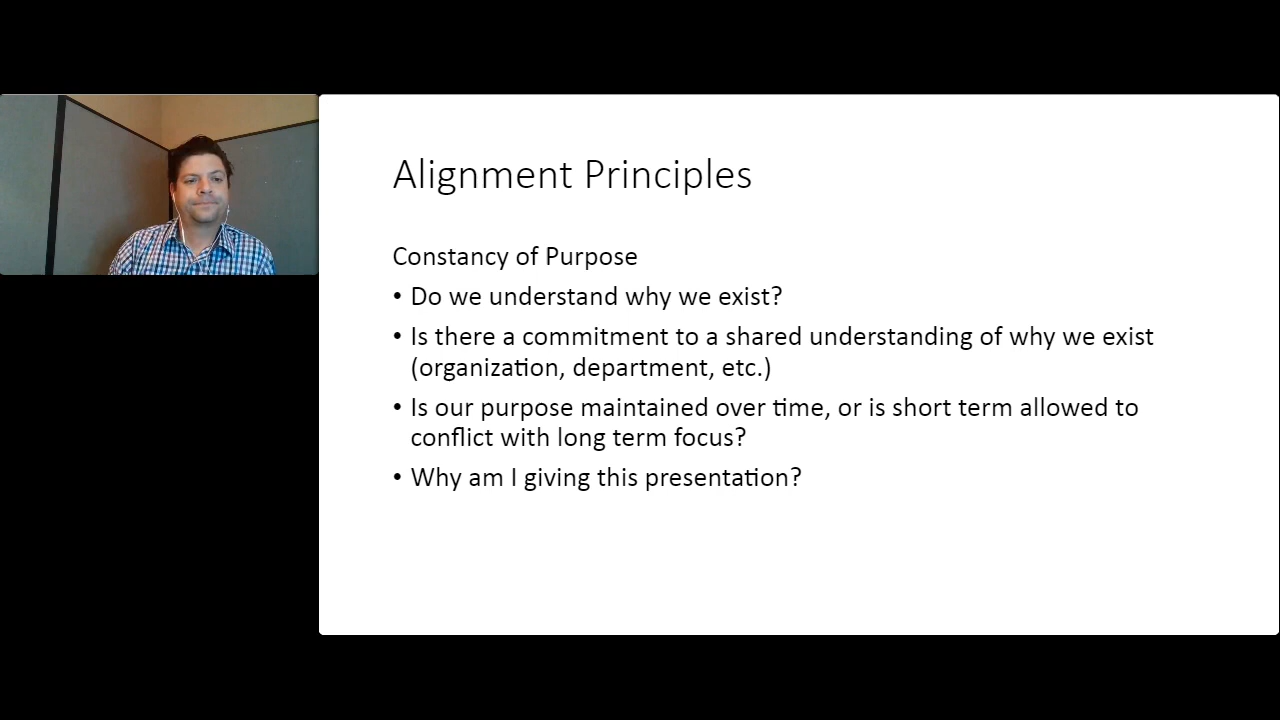 Alignment Principles
Constancy of Purpose
• Do we understand why we exist?
• Is there a commitment to a shared understanding of why we exist
(organization, department, etc.)
• Is our purpose maintained over time, or is short term allowed to
conflict with long term focus?
• Why am I giving this presentation?